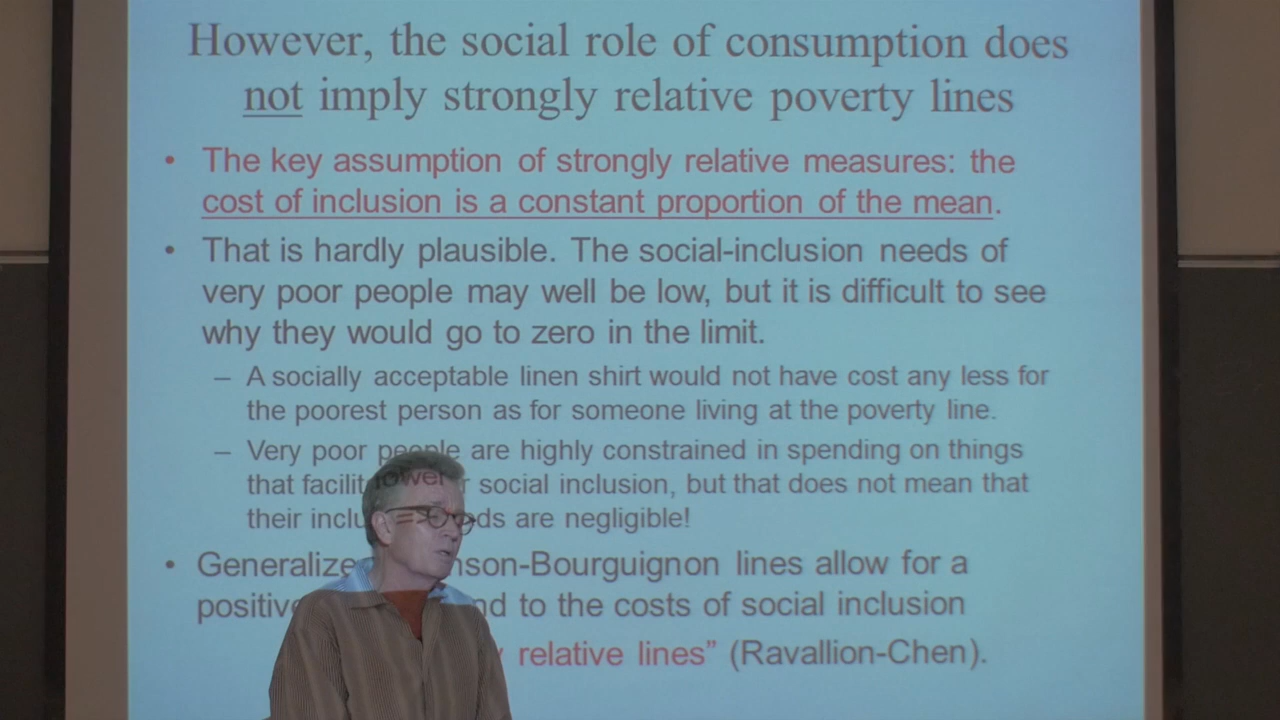 However, the social role of consumption does
not imply strongly relative poverty lines
• The key assumption of strongly relative measures: the
cost of inclusion is a constant proportion of the mean.
• That is hardly plausible. The social-inclusion needs of
very poor people may well be low, but it is difficult to see
why they would go to zero in the limit.
– A socially acceptable linen shirt would not have cost any less for
the poorest person as for someone living at the poverty line.
– Very poor people are highly constrained in spending on things
that social inclusion, but that does not mean that
their are negligible!
• lines allow for a
to the costs of social inclusion
relative lines” (Ravallion-Chen).